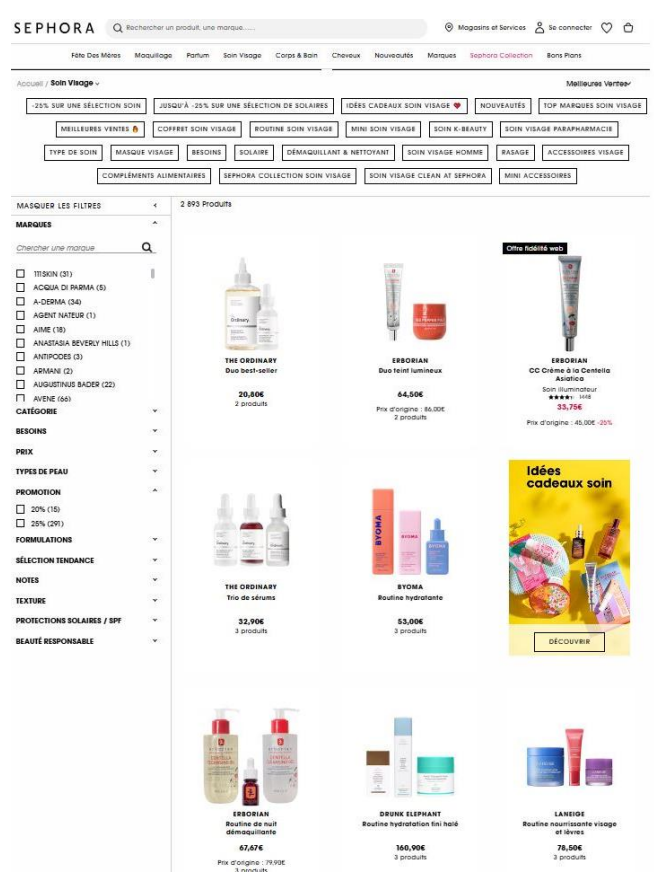 SEPHORA
Rechercher un produit, une marque......
Magasins et Services
Se connecter
Fête Des Mères Maquillage Parfum Soin Visage Corps & Bain Cheveux Nouveautés Marques Sephora Collection Bons Plans
Accueil / Soin Visage
Meilleures Ventes
-25% SUR UNE SÉLECTION SOIN
JUSQU'À -25% SUR UNE SÉLECTION DE SOLAIRES
IDÉES CADEAUX SOIN VISAGE
NOUVEAUTÉS
TOP MARQUES SOIN VISAGE
MEILLEURES VENTES
COFFRET SOIN VISAGE
ROUTINE SOIN VISAGE
MINI SOIN VISAGE
SOIN K-BEAUTY
SOIN VISAGE PARAPHARMACIE
TYPE DE SOIN
MASQUE VISAGE
BESOINS
SOLAIRE
DÉMAQUILLANT & NETTOYANT
SOIN VISAGE HOMME
RASAGE
ACCESSOIRES VISAGE
COMPLÉMENTS ALIMENTAIRES
SEPHORA COLLECTION SOIN VISAGE
SOIN VISAGE CLEAN AT SEPHORA
MINI ACCESSOIRES
MASQUER LES FILTRES
2 893 Produits
MARQUES
Chercher une marque
111SKIN (31)
ACQUA DI PARMA (5)
A-DERMA (34)
AGENT NATEUR (1)
AIME (18)
ANASTASIA BEVERLY HILLS (1)
ANTIPODES (3)
ARMANI (2)
AUGUSTINUS BADER (22)
AVENE (66)
CATÉGORIE
BESOINS
PRIX
TYPES DE PEAU
PROMOTION
20% (15)
25% (291)
FORMULATIONS
SÉLECTION TENDANCE
NOTES
TEXTURE
PROTECTIONS SOLAIRES / SPF
BEAUTÉ RESPONSABLE
THE ORDINARY
Duo best-seller
20,80€
2 produits
ERBORIAN
Duo teint lumineux
64,50€
Prix d'origine : 86,00€
2 produits
Offre fidélité web
ERBORIAN
CC Crème à la Centella
Asiatica
Soin illuminateur
1448
33,75€
Prix d'origine : 45,00€ -25%
THE ORDINARY
Trio de sérums
32,90€
3 produits
BYOMA
BYOMA
Routine hydratante
53,00€
3 produits
Idées
cadeaux soin
DÉCOUVRIR
ERBORIAN
Routine de nuit
démaquillante
67,67€
Prix d'origine : 79,90€
3 produits
DRUNK ELEPHANT
Routine hydratation fini halé
160,90€
3 produits
LANEIGE
Routine nourrissante visage
et lèvres
78,50€
3 produits